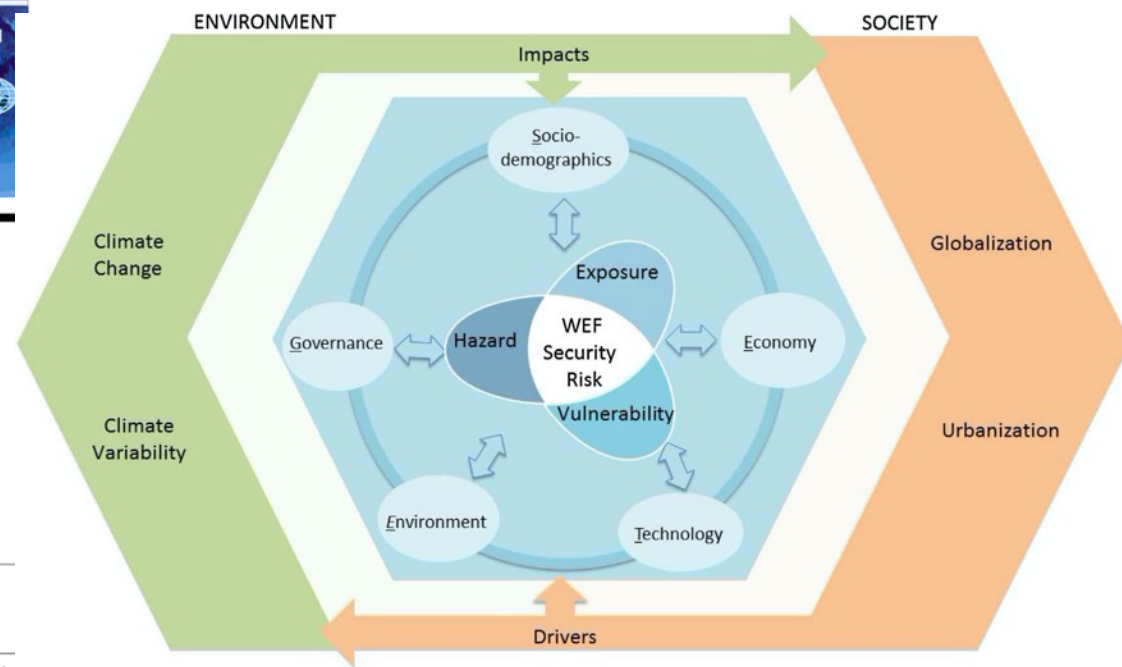 ENVIRONMENT
SOCIETY
Impacts
Socio-
demographics
Climate
Change
Globalization
Exposure
Governance
Hazard
WEF
Security
Risk
Economy
Vulnerability
Climate
Variability
Urbanization
Environment
Technology
Drivers